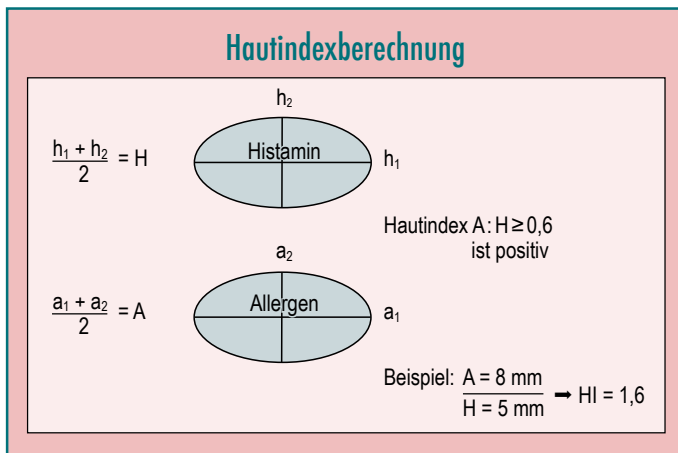 Hautindexberechnung
h₂
h₁ + h₂
2
= H
Histamin
h₁
Hautindex A: H ≥ 0,6
ist positiv
a₂
a₁ + a₂
2
= A
Allergen
a₁
Beispiel: A = 8 mm
H = 5 mm
➞ HI = 1,6